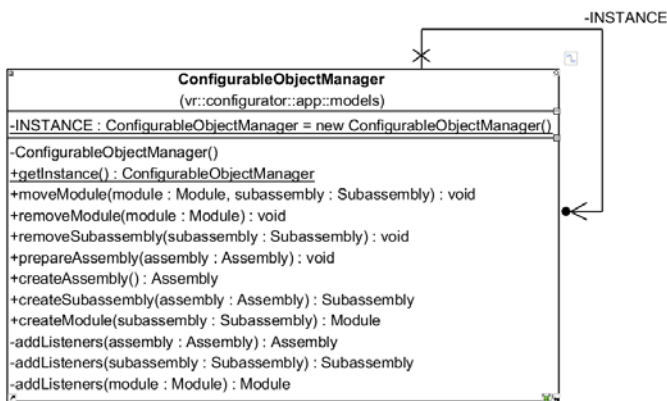 -INSTANCE
ConfigurableObjectManager
(vr::configurator::app::models)
-INSTANCE : ConfigurableObjectManager = new ConfigurableObjectManager()
-ConfigurableObjectManager()
+getInstance() : ConfigurableObjectManager
+moveModule(module : Module, subassembly : Subassembly) : void
+removeModule(module : Module) : void
+removeSubassembly(subassembly : Subassembly) : void
+prepareAssembly(assembly : Assembly) : void
+createAssembly() : Assembly
+createSubassembly(assembly : Assembly) : Subassembly
+createModule(subassembly : Subassembly) : Module
-addListeners(assembly : Assembly) : Assembly
-addListeners(subassembly : Subassembly) : Subassembly
-addListeners(module : Module) : Module